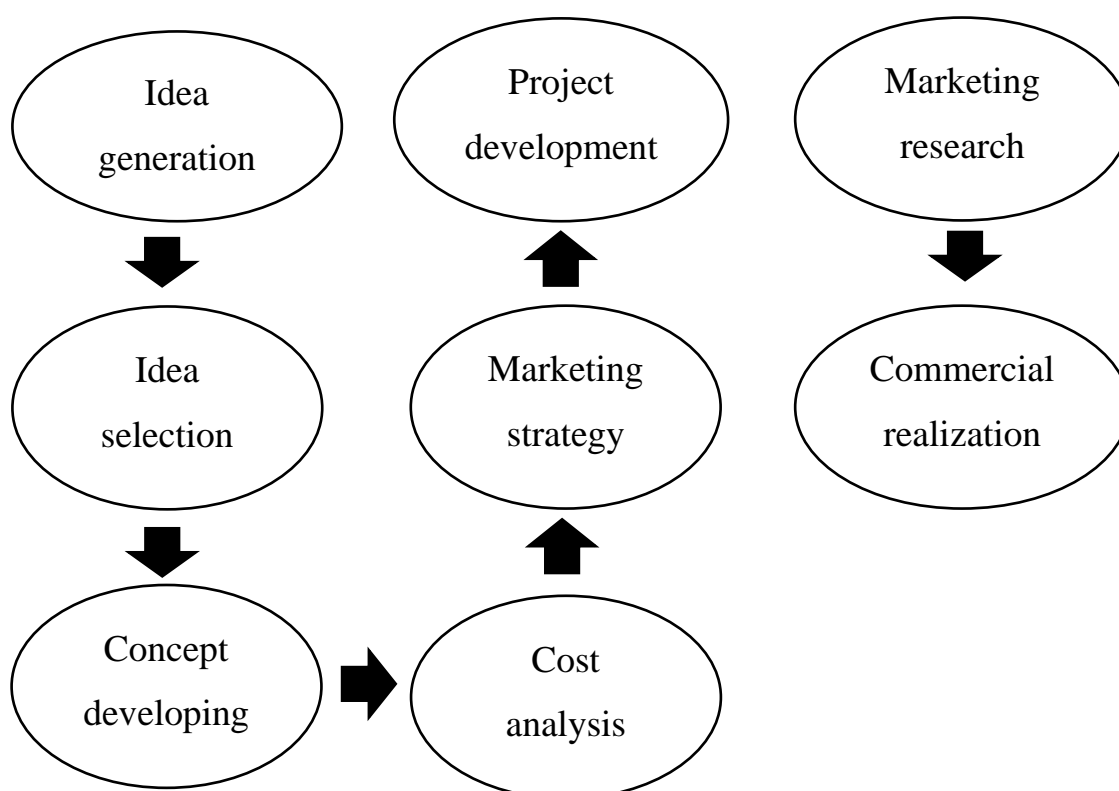 Idea
generation
Project
development
Marketing
research
Idea
selection
Marketing
strategy
Commercial
realization
Concept
developing
Cost
analysis